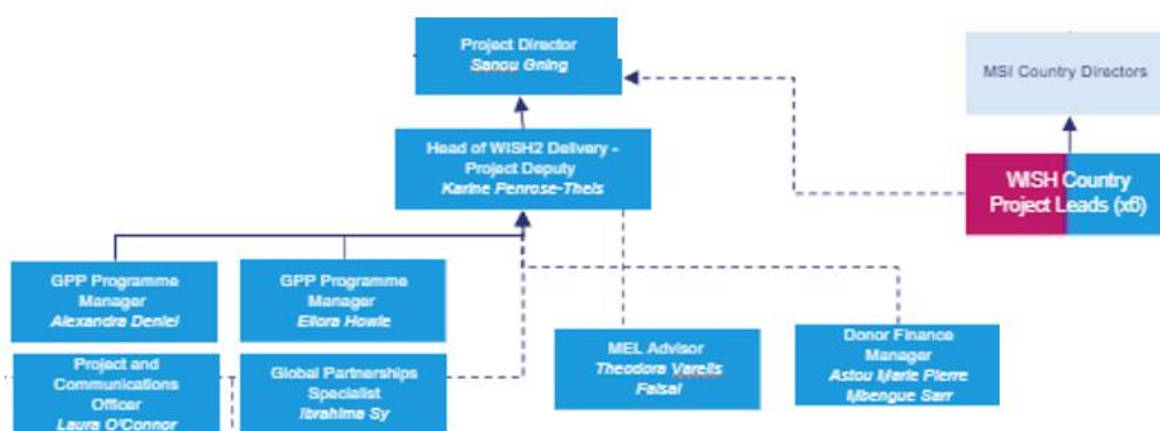 Project Director
Sanou Gning
MSI Country Directors
Head of WISH2 Delivery -
Project Deputy
Karine Penrose-Theis
WISH Country
Project Leads (x6)
GPP Programme
Manager
Alexandra Deniel
GPP Programme
Manager
Ellora Howie
MEL Advisor
Theodora Varelis
Faisal
Donor Finance
Manager
Astou Marie Pierre
Mbengue Sarr
Project and
Communications
Officer
Laura O'Connor
Global Partnerships
Specialist
Ibrahima Sy